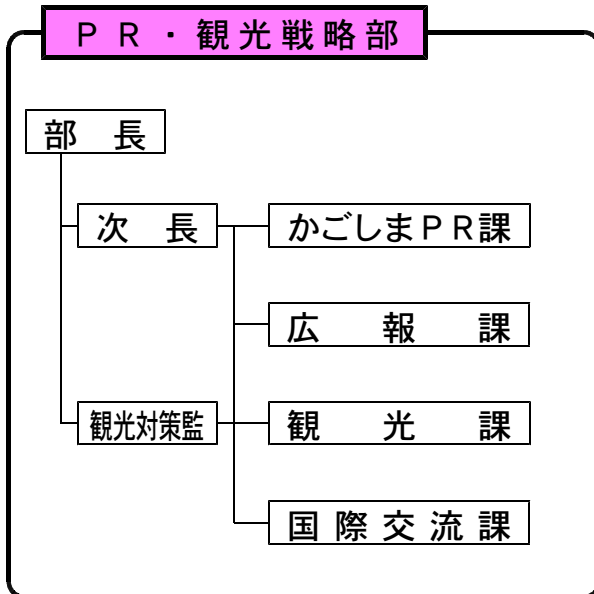 PR・観光戦略部
部長
次長
かごしまPR課
広報課
観光対策監
観光課
国際交流課